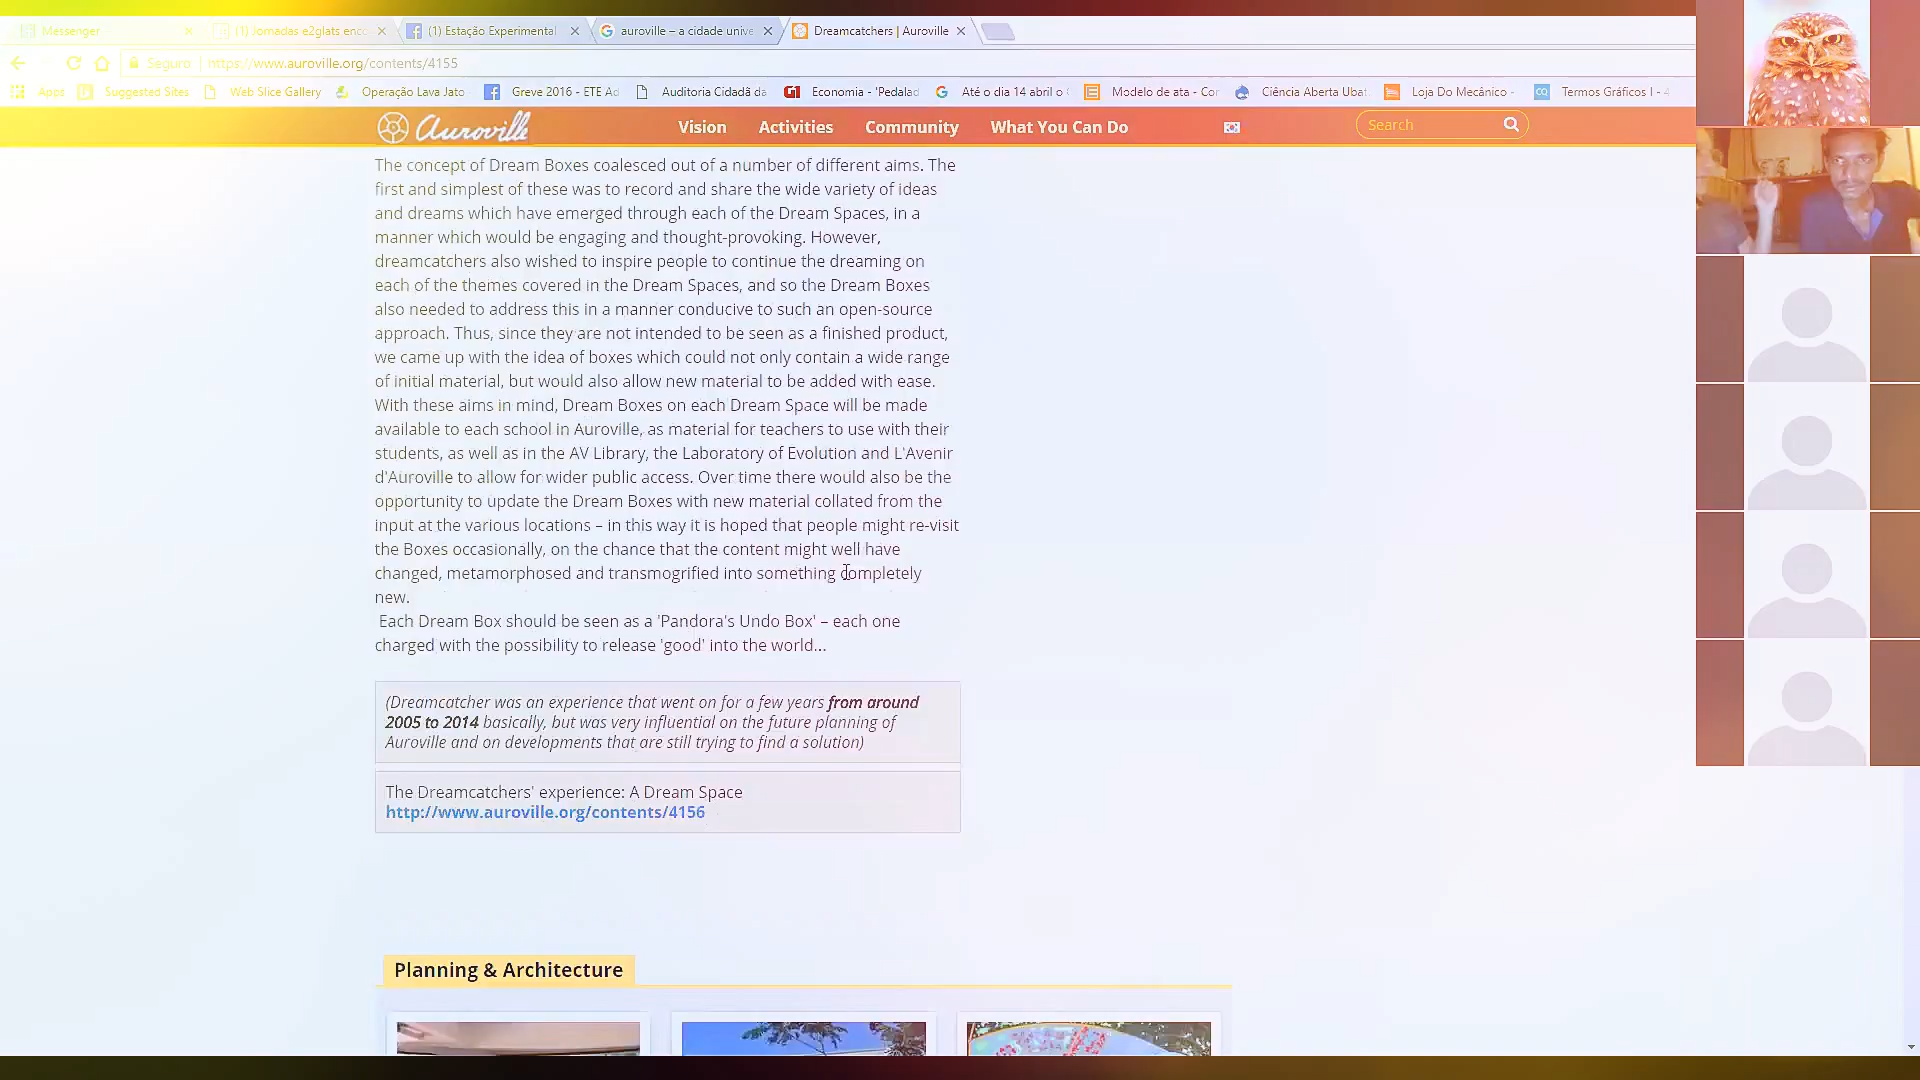 Messenger
(1) Jornadas e2glats enc
(1) Estação Experimental
auroville – a cidade unive
Dreamcatchers | Auroville
Seguro
https://www.auroville.org/contents/4155
Apps
Suggested Sites
Web Slice Gallery
Operação Lava Jato
Greve 2016 - ETE Ad
Auditoria Cidadã da
Economia - 'Pedalad
Até o dia 14 abril o
Modelo de ata - Cor
Ciência Aberta Ubat
Loja Do Mecânico -
Termos Gráficos I - 4
Auroville
Vision
Activities
Community
What You Can Do
Search
The concept of Dream Boxes coalesced out of a number of different aims. The
first and simplest of these was to record and share the wide variety of ideas
and dreams which have emerged through each of the Dream Spaces, in a
manner which would be engaging and thought-provoking. However,
dreamcatchers also wished to inspire people to continue the dreaming on
each of the themes covered in the Dream Spaces, and so the Dream Boxes
also needed to address this in a manner conducive to such an open-source
approach. Thus, since they are not intended to be seen as a finished product,
we came up with the idea of boxes which could not only contain a wide range
of initial material, but would also allow new material to be added with ease.
With these aims in mind, Dream Boxes on each Dream Space will be made
available to each school in Auroville, as material for teachers to use with their
students, as well as in the AV Library, the Laboratory of Evolution and L'Avenir
d'Auroville to allow for wider public access. Over time there would also be the
opportunity to update the Dream Boxes with new material collated from the
input at the various locations – in this way it is hoped that people might re-visit
the Boxes occasionally, on the chance that the content might well have
changed, metamorphosed and transmogrified into something completely
new.
Each Dream Box should be seen as a 'Pandora's Undo Box' – each one
charged with the possibility to release 'good' into the world...
(Dreamcatcher was an experience that went on for a few years from around
2005 to 2014 basically, but was very influential on the future planning of
Auroville and on developments that are still trying to find a solution)
The Dreamcatchers' experience: A Dream Space
http://www.auroville.org/contents/4156
Planning & Architecture